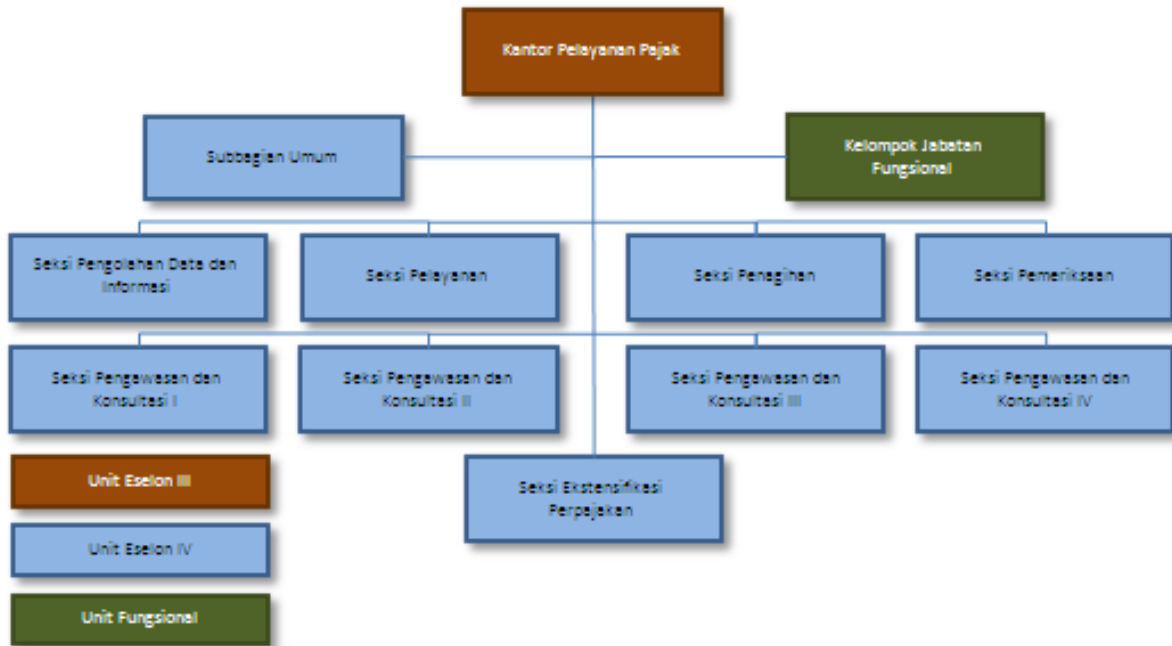 Kantor Pelayanan Pajak
Subbagian Umum
Kelompok Jabatan
Fungsional
Seksi Pengolahan Data dan
Informasi
Seksi Pelayanan
Seksi Penagihan
Seksi Pemeriksaan
Seksi Pengawasan dan
Konsultasi I
Seksi Pengawasan dan
Konsultasi II
Seksi Pengawasan dan
Konsultasi III
Seksi Pengawasan dan
Konsultasi IV
Unit Eselon III
Seksi Ekstensifikasi
Perpajakan
Unit Eselon IV
Unit Fungsional